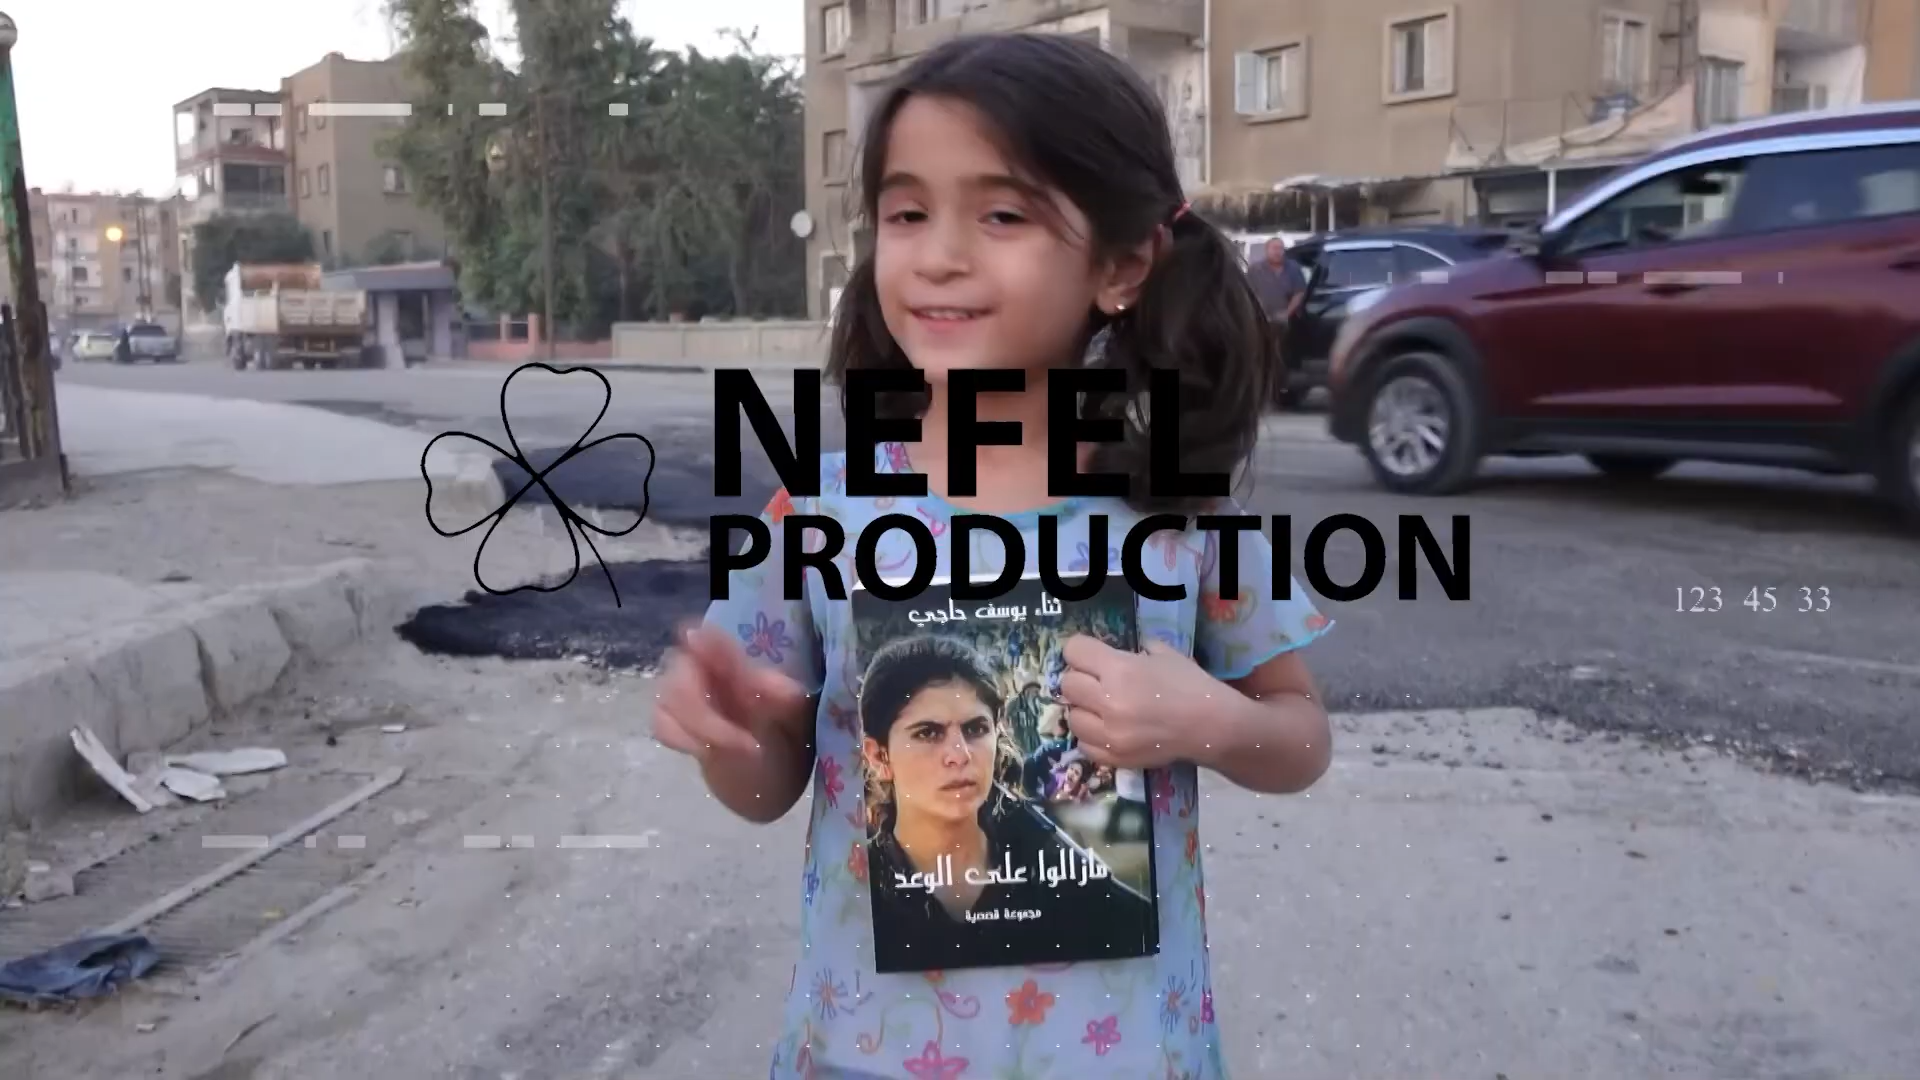 NEFEL
PRODUCTION
123 45 33
ثناء يوسف حاجي
مازالوا على الوعد
مجموعة قصصية